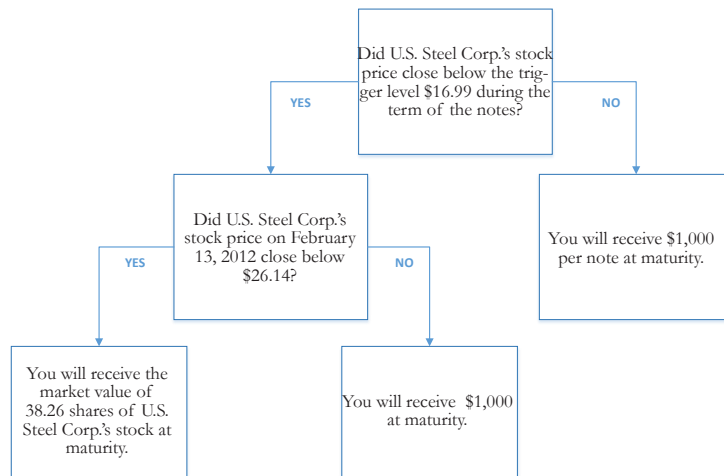 Did U.S. Steel Corp.'s stock
price close below the trig-
ger level $16.99 during the
term of the notes?
YES
NO
Did U.S. Steel Corp.'s
stock price on February
13, 2012 close below
$26.14?
You will receive $1,000
per note at maturity.
YES
NO
You will receive the
market value of
38.26 shares of U.S.
Steel Corp.'s stock at
maturity.
You will receive $1,000
at maturity.